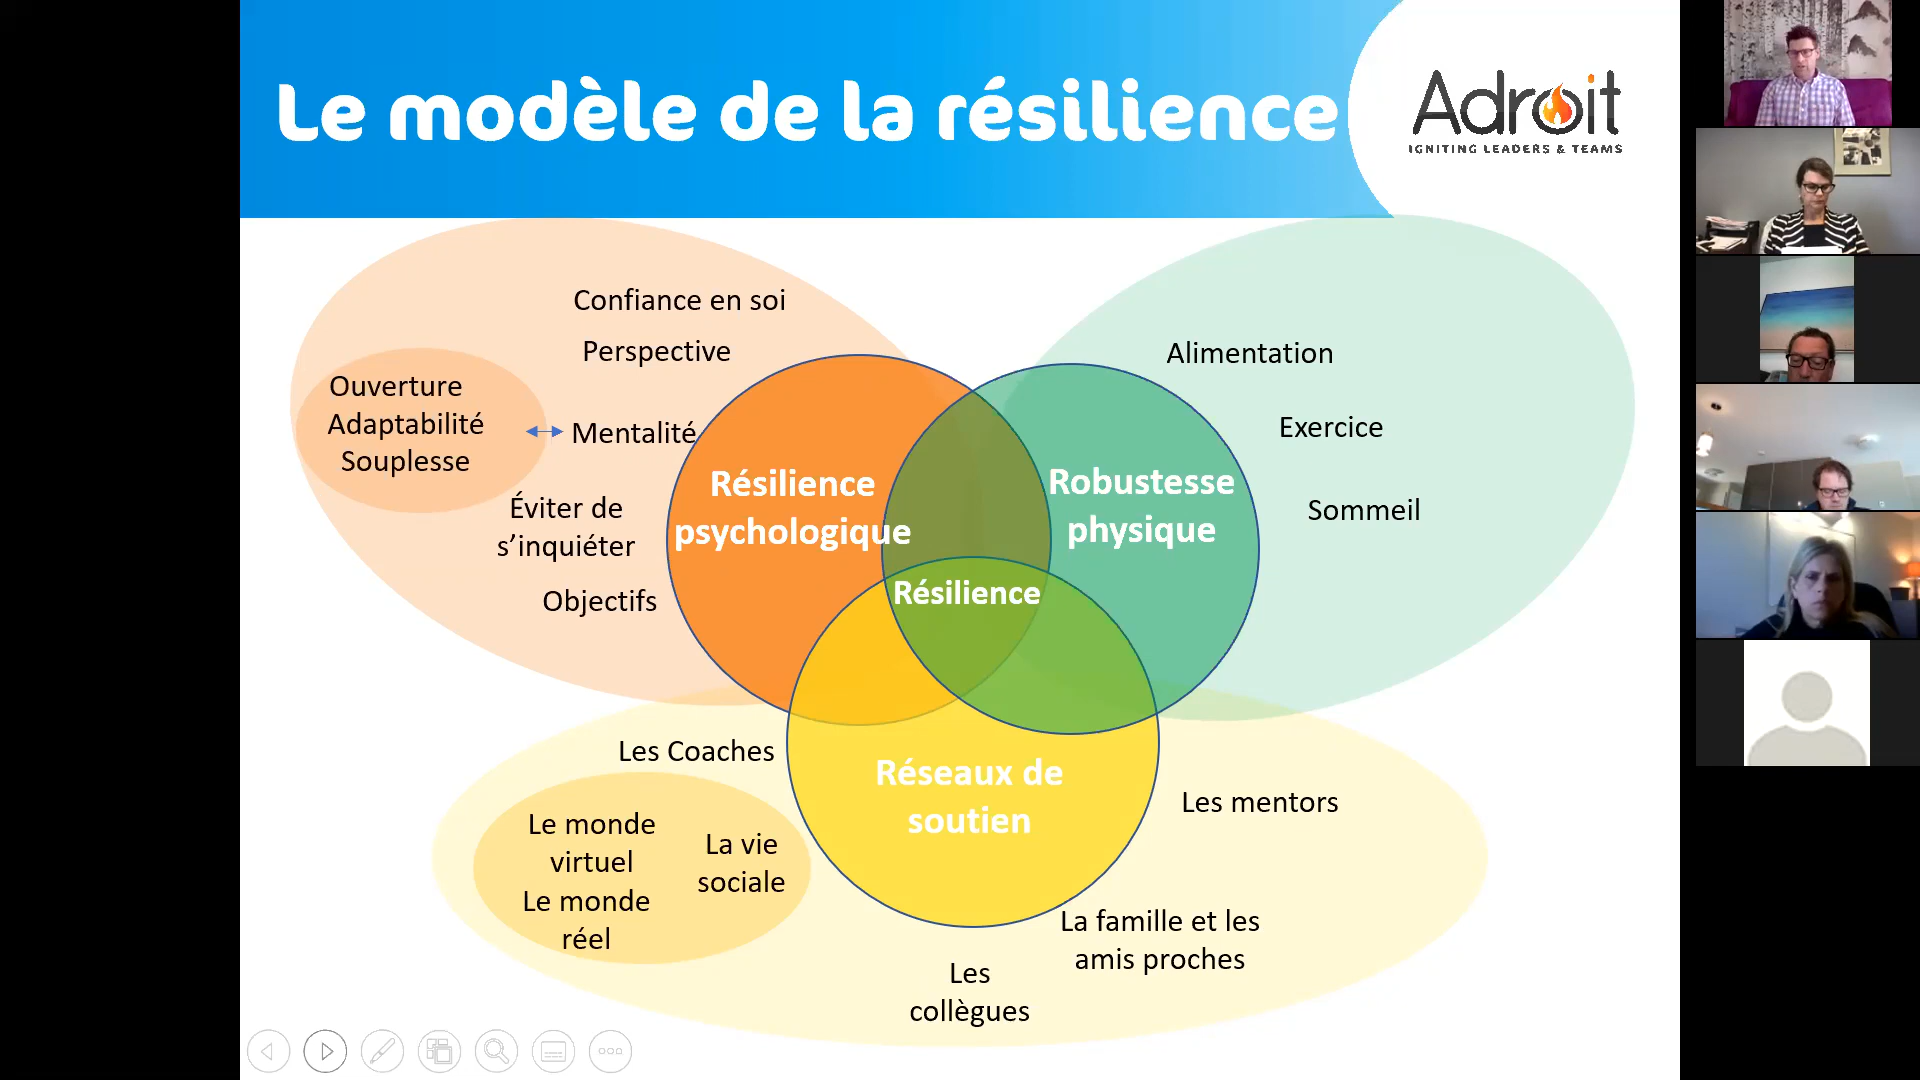 Le modèle de la résilience
Adroit
IGNITING LEADERS & TEAMS
Confiance en soi
Perspective
Ouverture
Adaptabilité
Souplesse
Mentalité
Éviter de
s’inquiéter
Objectifs
Alimentation
Exercice
Sommeil
Résilience
psychologique
Robustesse
physique
Résilience
Réseaux de
soutien
Les Coaches
Le monde
virtuel
Le monde
réel
La vie
sociale
Les mentors
La famille et les
amis proches
Les
collègues